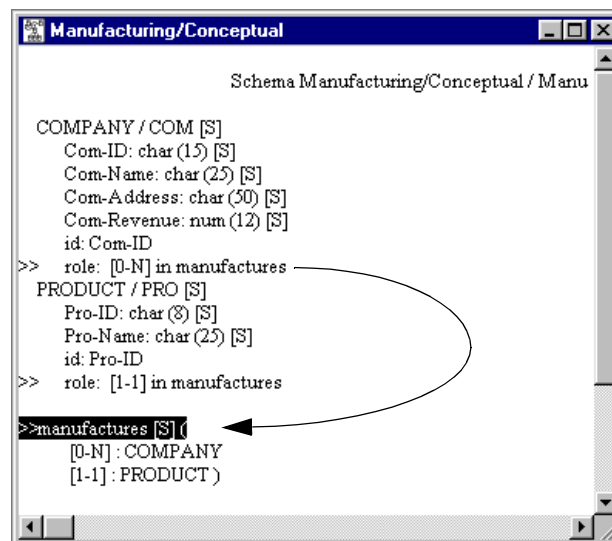 Manufacturing/Conceptual
Schema Manufacturing/Conceptual / Manu
COMPANY / COM [S]
Com-ID: char (15) [S]
Com-Name: char (25) [S]
Com-Address: char (50) [S]
Com-Revenue: num (12) [S]
id: Com-ID
>> role: [0-N] in manufactures
PRODUCT / PRO [S]
Pro-ID: char (8) [S]
Pro-Name: char (25) [S]
id: Pro-ID
>> role: [1-1] in manufactures
>>manufactures [S] (
[0-N] : COMPANY
[1-1] : PRODUCT )